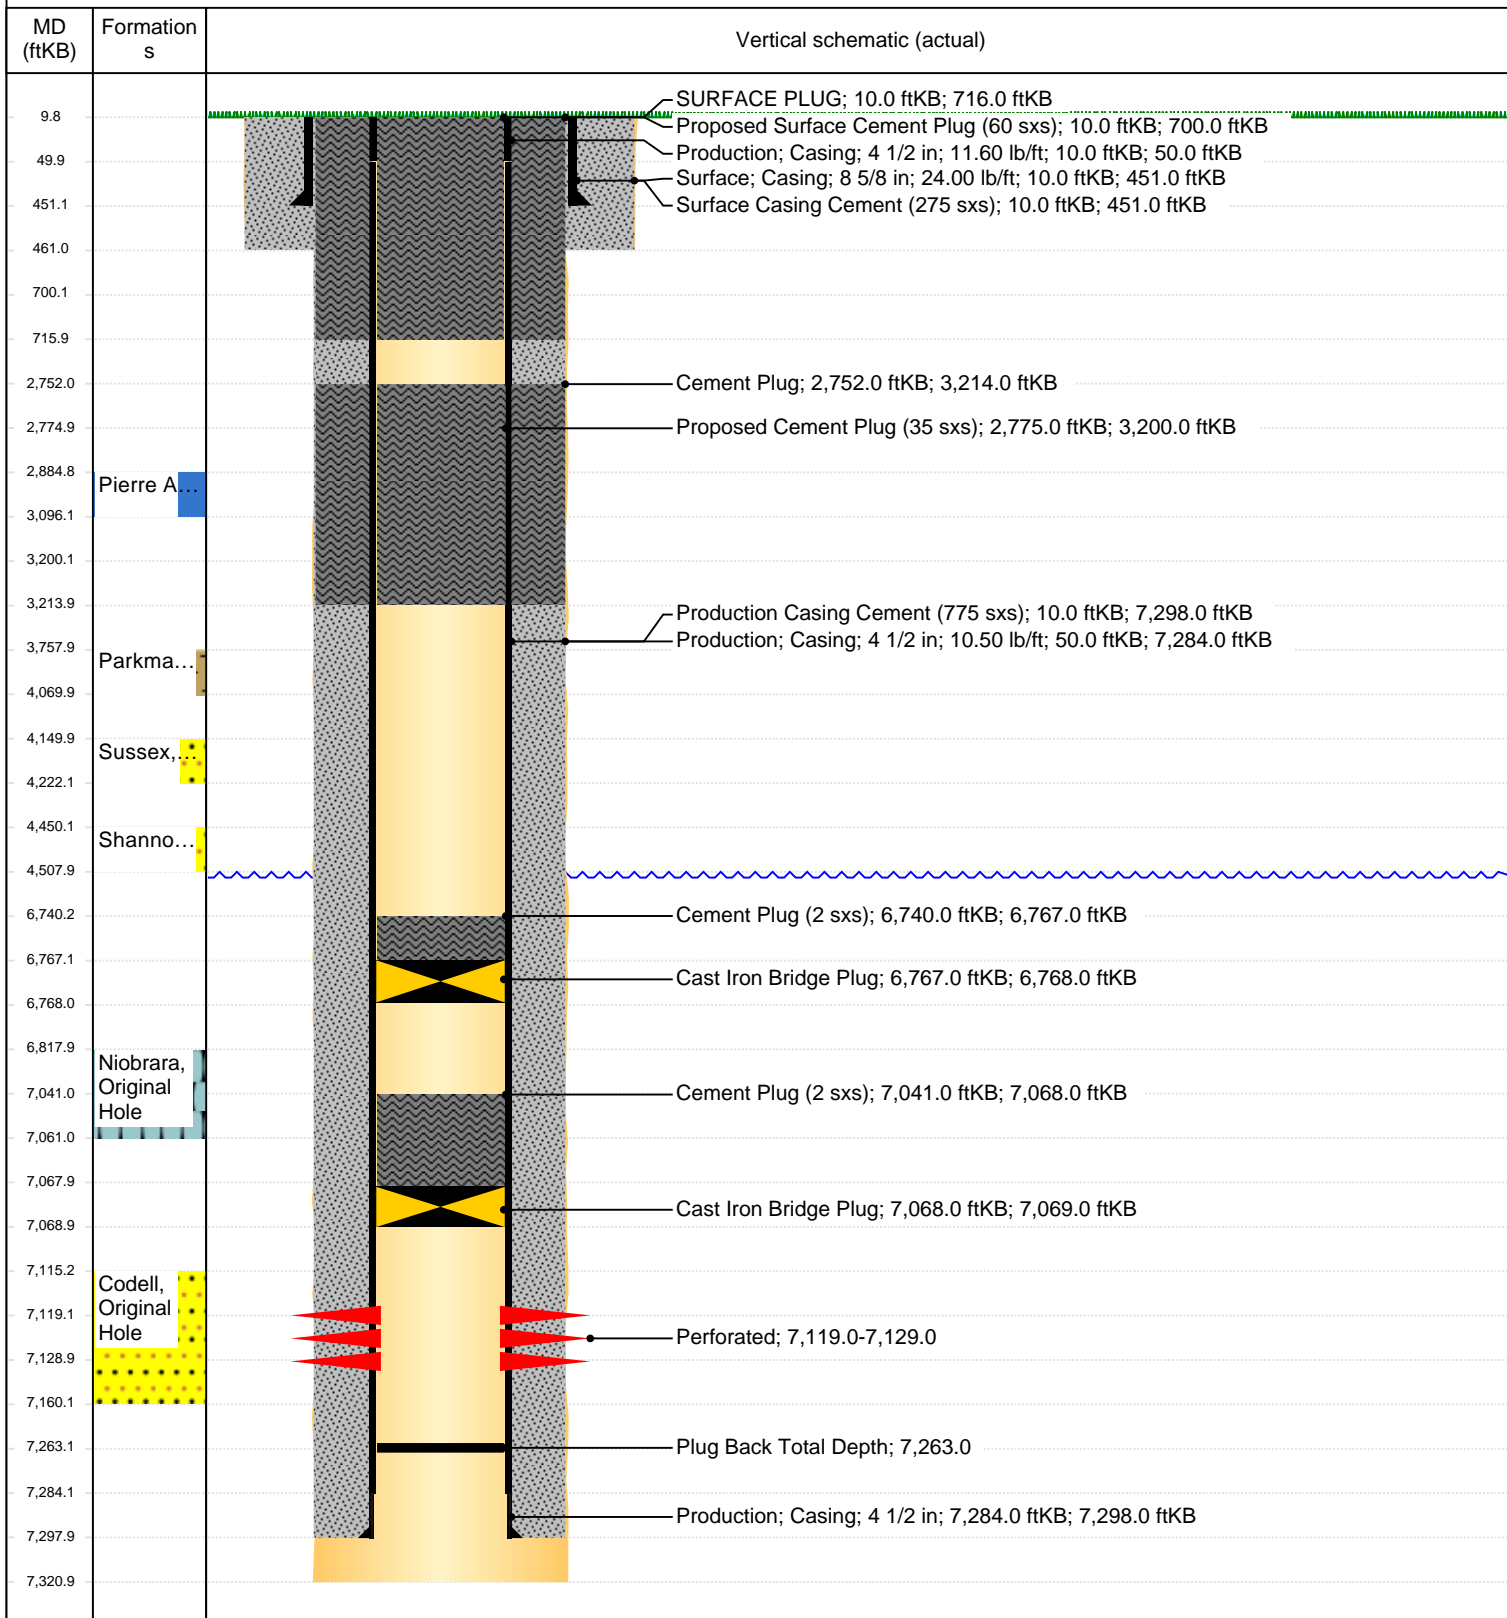 MD
(ftKB)
Formation
s
Vertical schematic (actual)
9.8
49.9
451.1
461.0
700.1
715.9
2,752.0
2,774.9
2,884.8
3,096.1
3,200.1
3,213.9
3,757.9
4,069.9
4,149.9
4,222.1
4,450.1
4,507.9
6,740.2
6,767.1
6,768.0
6,817.9
7,041.0
7,061.0
7,067.9
7,068.9
7,115.2
7,119.1
7,128.9
7,160.1
7,263.1
7,284.1
7,297.9
7,320.9
Pierre A...
Parkma...
Sussex,...
Shanno...
Niobrara,
Original
Hole
Codell,
Original
Hole
SURFACE PLUG; 10.0 ftKB; 716.0 ftKB
Proposed Surface Cement Plug (60 sxs); 10.0 ftKB; 700.0 ftKB
Production; Casing; 4 1/2 in; 11.60 lb/ft; 10.0 ftKB; 50.0 ftKB
Surface; Casing; 8 5/8 in; 24.00 lb/ft; 10.0 ftKB; 451.0 ftKB
Surface Casing Cement (275 sxs); 10.0 ftKB; 451.0 ftKB
Cement Plug; 2,752.0 ftKB; 3,214.0 ftKB
Proposed Cement Plug (35 sxs); 2,775.0 ftKB; 3,200.0 ftKB
Production Casing Cement (775 sxs); 10.0 ftKB; 7,298.0 ftKB
Production; Casing; 4 1/2 in; 10.50 lb/ft; 50.0 ftKB; 7,284.0 ftKB
Cement Plug (2 sxs); 6,740.0 ftKB; 6,767.0 ftKB
Cast Iron Bridge Plug; 6,767.0 ftKB; 6,768.0 ftKB
Cement Plug (2 sxs); 7,041.0 ftKB; 7,068.0 ftKB
Cast Iron Bridge Plug; 7,068.0 ftKB; 7,069.0 ftKB
Perforated; 7,119.0-7,129.0
Plug Back Total Depth; 7,263.0
Production; Casing; 4 1/2 in; 7,284.0 ftKB; 7,298.0 ftKB